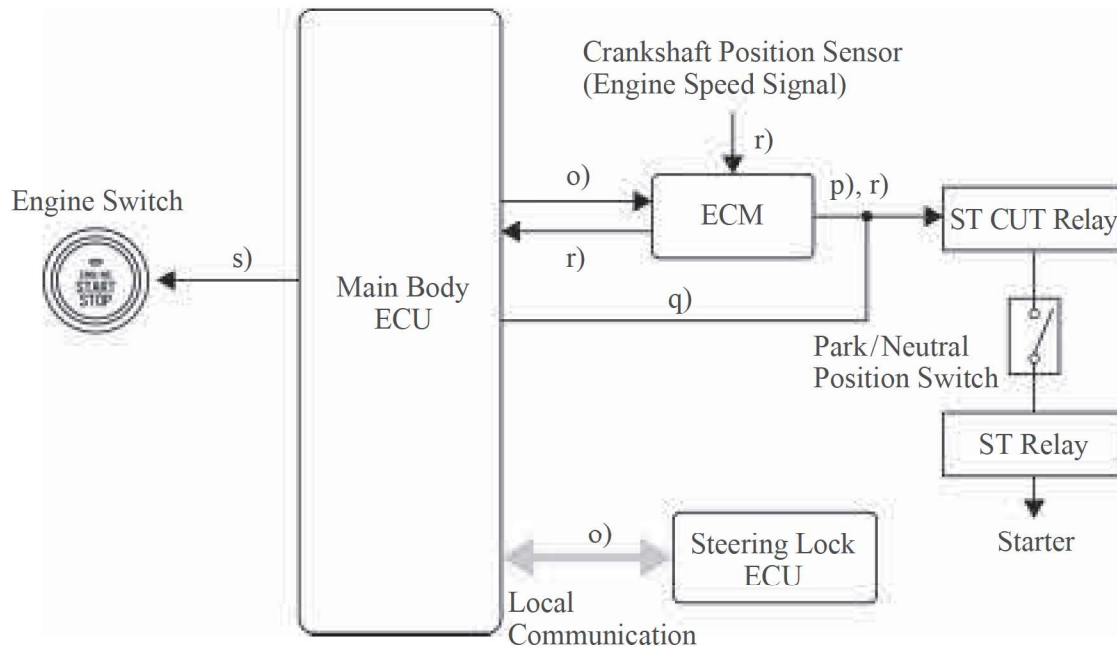 Crankshaft Position Sensor
(Engine Speed Signal)
r)
o)
p), r)
Engine Switch
ECM
ST CUT Relay
r)
s)
ENGINE
START
STOP
Main Body
ECU
q)
Park/Neutral
Position Switch
ST Relay
o)
Steering Lock
ECU
Starter
Local
Communication